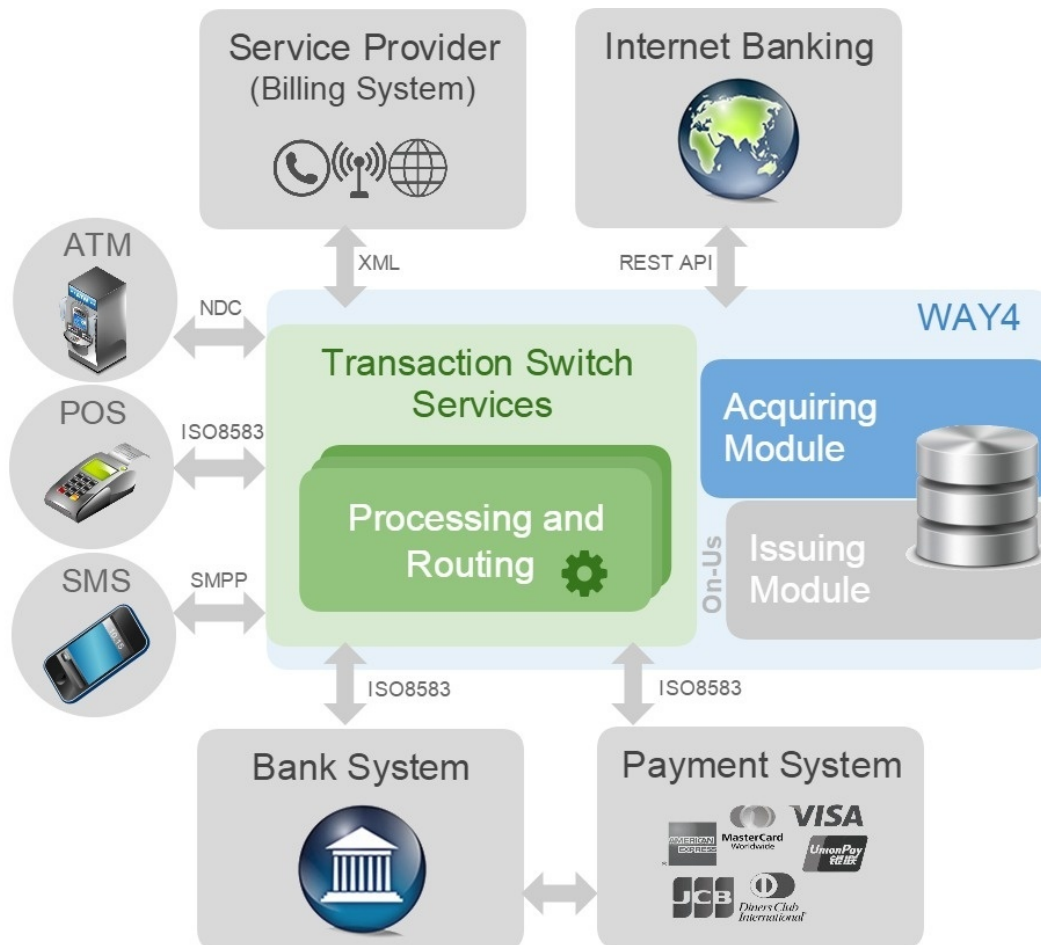 Service Provider
(Billing System)
Internet Banking
ATM
XML
REST API
NDC
WAY4
Transaction Switch
Services
POS
ISO8583
Acquiring
Module
Processing and
Routing
On-Us
Issuing
Module
SMS
SMPP
10:15
ISO8583
ISO8583
Bank System
Payment System
AMERICAN
EXPRESS
MasterCard
Worldwide
VISA
UnionPay
银联
JCB
Diners Club
International